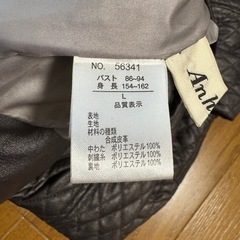 NO. 56341
バスト 86-94
身 長 154-162
L
品質表示
表地
生地
材料の種類
合成皮革
中わた ポリエステル100%
刺繍糸 ポリエステル100%
裏地 ポリエステル100%
Anh